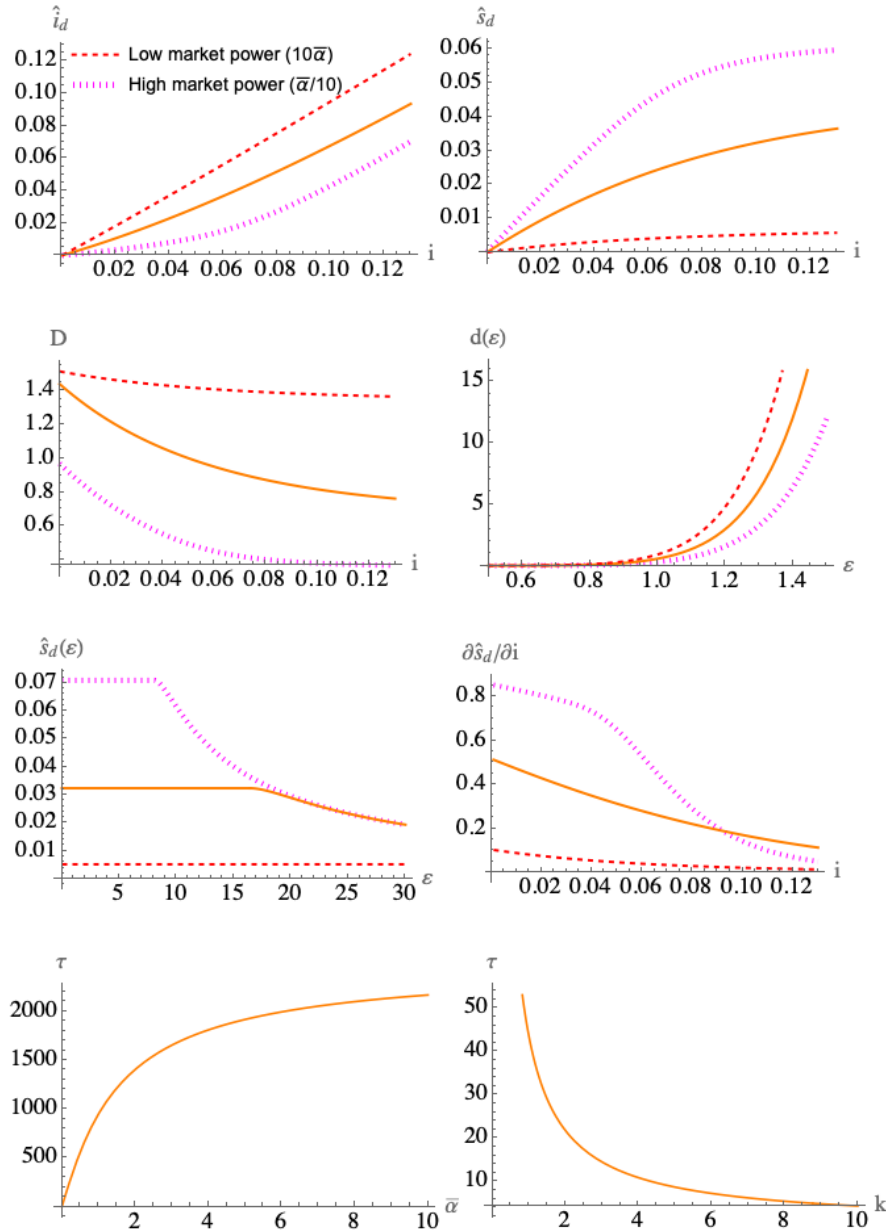 î_d ŝ_d
0.12 0.06
Low market power (10α̅)
0.10 0.05
High market power (α̅/10)
0.08 0.04
0.06 0.03
0.04 0.02
0.02 0.01
0.02 0.04 0.06 0.08 0.10 0.12 i 0.02 0.04 0.06 0.08 0.10 0.12 i
D d(ε)
1.4 15
1.2
1.0 10
0.8 5
0.6
0.02 0.04 0.06 0.08 0.10 0.12 i 0.6 0.8 1.0 1.2 1.4 ε
ŝ_d(ε) ∂ŝ_d/∂i
0.07 0.8
0.06
0.05 0.6
0.04
0.03 0.4
0.02 0.2
0.01
5 10 15 20 25 30 ε 0.02 0.04 0.06 0.08 0.10 0.12 i
τ τ
2000 50
1500 40
1000 30
500 20
10
2 4 6 8 10 α̅ 2 4 6 8 10 k